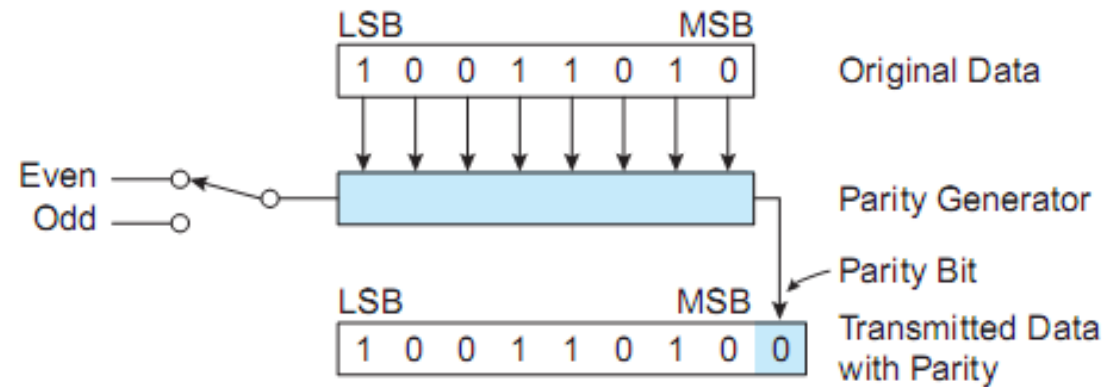 LSB MSB
1 0 0 1 1 0 1 0 Original Data
Even
Odd
Parity Generator
Parity Bit
LSB MSB
1 0 0 1 1 0 1 0 0 Transmitted Data
with Parity